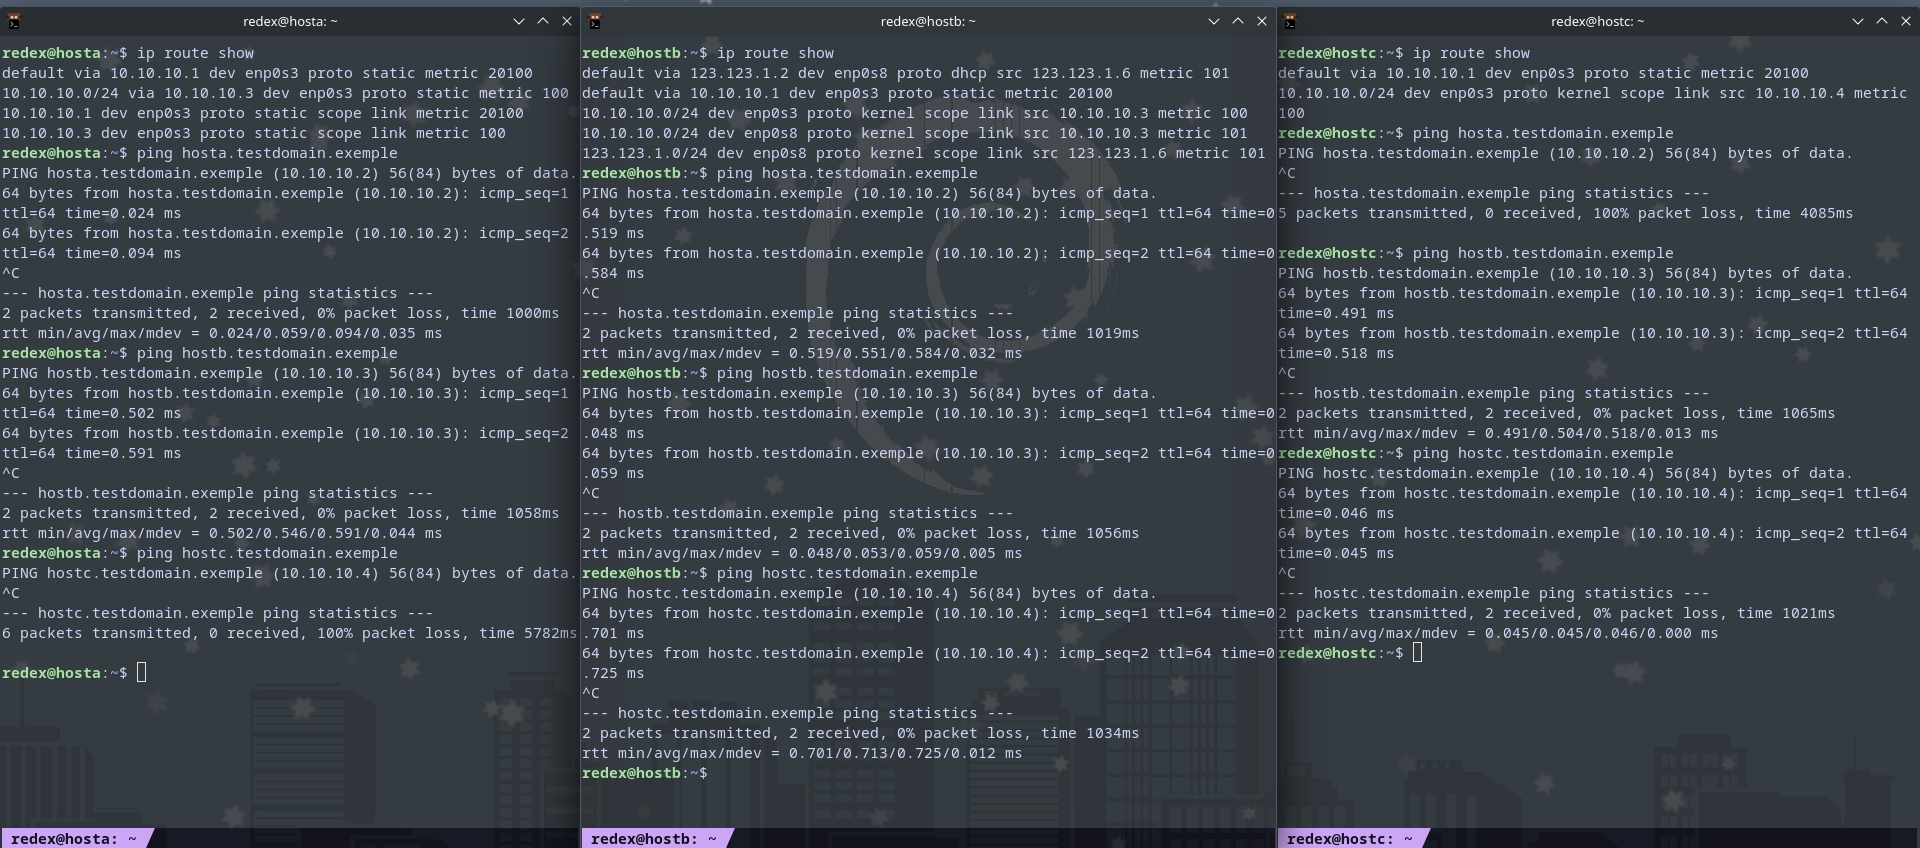 redex@hosta: ~
redex@hosta:~$ ip route show
default via 10.10.10.1 dev enp0s3 proto static metric 20100
10.10.10.0/24 via 10.10.10.3 dev enp0s3 proto static metric 100
10.10.10.1 dev enp0s3 proto static scope link metric 20100
10.10.10.3 dev enp0s3 proto static scope link metric 100
redex@hosta:~$ ping hosta.testdomain.exemple
PING hosta.testdomain.exemple (10.10.10.2) 56(84) bytes of data.
64 bytes from hosta.testdomain.exemple (10.10.10.2): icmp_seq=1
ttl=64 time=0.024 ms
64 bytes from hosta.testdomain.exemple (10.10.10.2): icmp_seq=2
ttl=64 time=0.094 ms
^C
--- hosta.testdomain.exemple ping statistics ---
2 packets transmitted, 2 received, 0% packet loss, time 1000ms
rtt min/avg/max/mdev = 0.024/0.059/0.094/0.035 ms
redex@hosta:~$ ping hostb.testdomain.exemple
PING hostb.testdomain.exemple (10.10.10.3) 56(84) bytes of data.
64 bytes from hostb.testdomain.exemple (10.10.10.3): icmp_seq=1
ttl=64 time=0.502 ms
64 bytes from hostb.testdomain.exemple (10.10.10.3): icmp_seq=2
ttl=64 time=0.591 ms
^C
--- hostb.testdomain.exemple ping statistics ---
2 packets transmitted, 2 received, 0% packet loss, time 1058ms
rtt min/avg/max/mdev = 0.502/0.546/0.591/0.044 ms
redex@hosta:~$ ping hostc.testdomain.exemple
PING hostc.testdomain.exemple (10.10.10.4) 56(84) bytes of data.
^C
--- hostc.testdomain.exemple ping statistics ---
6 packets transmitted, 0 received, 100% packet loss, time 5782ms
redex@hosta:~$
redex@hosta: ~
redex@hostb: ~
redex@hostb:~$ ip route show
default via 123.123.1.2 dev enp0s8 proto dhcp src 123.123.1.6 metric 101
default via 10.10.10.1 dev enp0s3 proto static metric 20100
10.10.10.0/24 dev enp0s3 proto kernel scope link src 10.10.10.3 metric 100
10.10.10.0/24 dev enp0s8 proto kernel scope link src 10.10.10.3 metric 101
123.123.1.0/24 dev enp0s8 proto kernel scope link src 123.123.1.6 metric 101
redex@hostb:~$ ping hosta.testdomain.exemple
PING hosta.testdomain.exemple (10.10.10.2) 56(84) bytes of data.
64 bytes from hosta.testdomain.exemple (10.10.10.2): icmp_seq=1 ttl=64 time=0
.519 ms
64 bytes from hosta.testdomain.exemple (10.10.10.2): icmp_seq=2 ttl=64 time=0
.584 ms
^C
--- hosta.testdomain.exemple ping statistics ---
2 packets transmitted, 2 received, 0% packet loss, time 1019ms
rtt min/avg/max/mdev = 0.519/0.551/0.584/0.032 ms
redex@hostb:~$ ping hostb.testdomain.exemple
PING hostb.testdomain.exemple (10.10.10.3) 56(84) bytes of data.
64 bytes from hostb.testdomain.exemple (10.10.10.3): icmp_seq=1 ttl=64 time=0
.048 ms
64 bytes from hostb.testdomain.exemple (10.10.10.3): icmp_seq=2 ttl=64 time=0
.059 ms
^C
--- hostb.testdomain.exemple ping statistics ---
2 packets transmitted, 2 received, 0% packet loss, time 1056ms
rtt min/avg/max/mdev = 0.048/0.053/0.059/0.005 ms
redex@hostb:~$ ping hostc.testdomain.exemple
PING hostc.testdomain.exemple (10.10.10.4) 56(84) bytes of data.
64 bytes from hostc.testdomain.exemple (10.10.10.4): icmp_seq=1 ttl=64 time=0
.701 ms
64 bytes from hostc.testdomain.exemple (10.10.10.4): icmp_seq=2 ttl=64 time=0
.725 ms
^C
--- hostc.testdomain.exemple ping statistics ---
2 packets transmitted, 2 received, 0% packet loss, time 1034ms
rtt min/avg/max/mdev = 0.701/0.713/0.725/0.012 ms
redex@hostb:~$
redex@hostb: ~
redex@hostc: ~
redex@hostc:~$ ip route show
default via 10.10.10.1 dev enp0s3 proto static metric 20100
10.10.10.0/24 dev enp0s3 proto kernel scope link src 10.10.10.4 metric
100
redex@hostc:~$ ping hosta.testdomain.exemple
PING hosta.testdomain.exemple (10.10.10.2) 56(84) bytes of data.
^C
--- hosta.testdomain.exemple ping statistics ---
5 packets transmitted, 0 received, 100% packet loss, time 4085ms
redex@hostc:~$ ping hostb.testdomain.exemple
PING hostb.testdomain.exemple (10.10.10.3) 56(84) bytes of data.
64 bytes from hostb.testdomain.exemple (10.10.10.3): icmp_seq=1 ttl=64
time=0.491 ms
64 bytes from hostb.testdomain.exemple (10.10.10.3): icmp_seq=2 ttl=64
time=0.518 ms
^C
--- hostb.testdomain.exemple ping statistics ---
2 packets transmitted, 2 received, 0% packet loss, time 1065ms
rtt min/avg/max/mdev = 0.491/0.504/0.518/0.013 ms
redex@hostc:~$ ping hostc.testdomain.exemple
PING hostc.testdomain.exemple (10.10.10.4) 56(84) bytes of data.
64 bytes from hostc.testdomain.exemple (10.10.10.4): icmp_seq=1 ttl=64
time=0.046 ms
64 bytes from hostc.testdomain.exemple (10.10.10.4): icmp_seq=2 ttl=64
time=0.045 ms
^C
--- hostc.testdomain.exemple ping statistics ---
2 packets transmitted, 2 received, 0% packet loss, time 1021ms
rtt min/avg/max/mdev = 0.045/0.045/0.046/0.000 ms
redex@hostc:~$
redex@hostc: ~